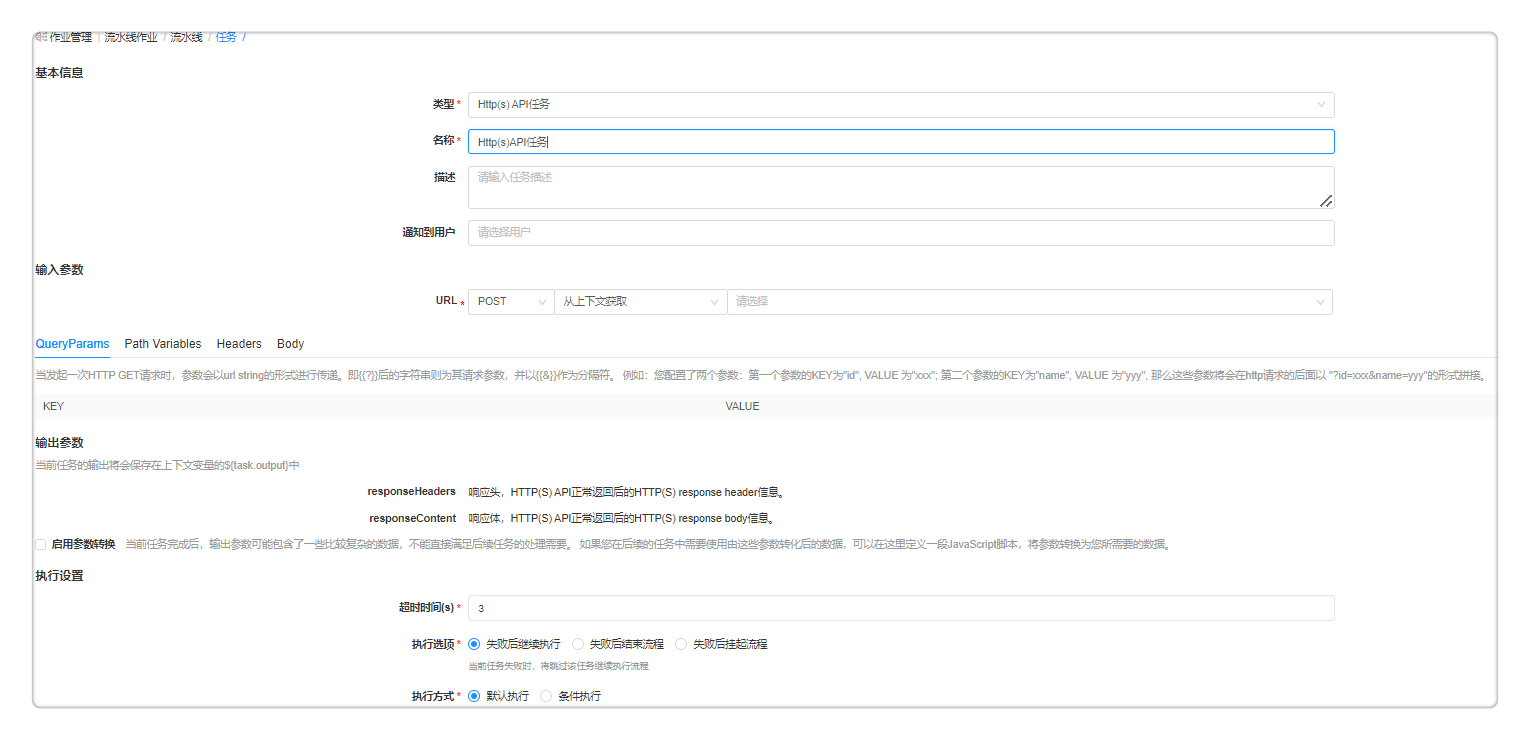 作业管理 | 流水线作业 / 流水线 / 任务 /
基本信息
类型 * Http(s) API任务
名称 * Http(s)API任务
描述 请输入任务描述
通知到用户 请选择用户
输入参数
URL * POST 从上下文获取 请选择
QueryParams Path Variables Headers Body
当发起一次HTTP GET请求时，参数会以url string的形式进行传递。即{{?}}后的字符串则为其请求参数，并以{{&}}作为分隔符。 例如：您配置了两个参数：第一个参数的KEY为"id", VALUE 为"xxx"; 第二个参数的KEY为"name", VALUE 为"yyy", 那么这些参数将会在http请求的后面以 "?id=xxx&name=yyy"的形式拼接。
KEY VALUE
输出参数
当前任务的输出将会保存在上下文变量的${task.output}中
responseHeaders 响应头，HTTP(S) API正常返回后的HTTP(S) response header信息。
responseContent 响应体，HTTP(S) API正常返回后的HTTP(S) response body信息。
启用参数转换 当前任务完成后，输出参数可能包含了一些比较复杂的数据，不能直接满足后续任务的处理需要。 如果您在后续的任务中需要使用由这些参数转化后的数据，可以在这里定义一段JavaScript脚本，将参数转换为您所需要的数据。
执行设置
超时时间(s) * 3
执行选项 * 失败后继续执行 失败后结束流程 失败后挂起流程
当前任务失败时，将跳过该任务继续执行流程
执行方式 * 默认执行 条件执行